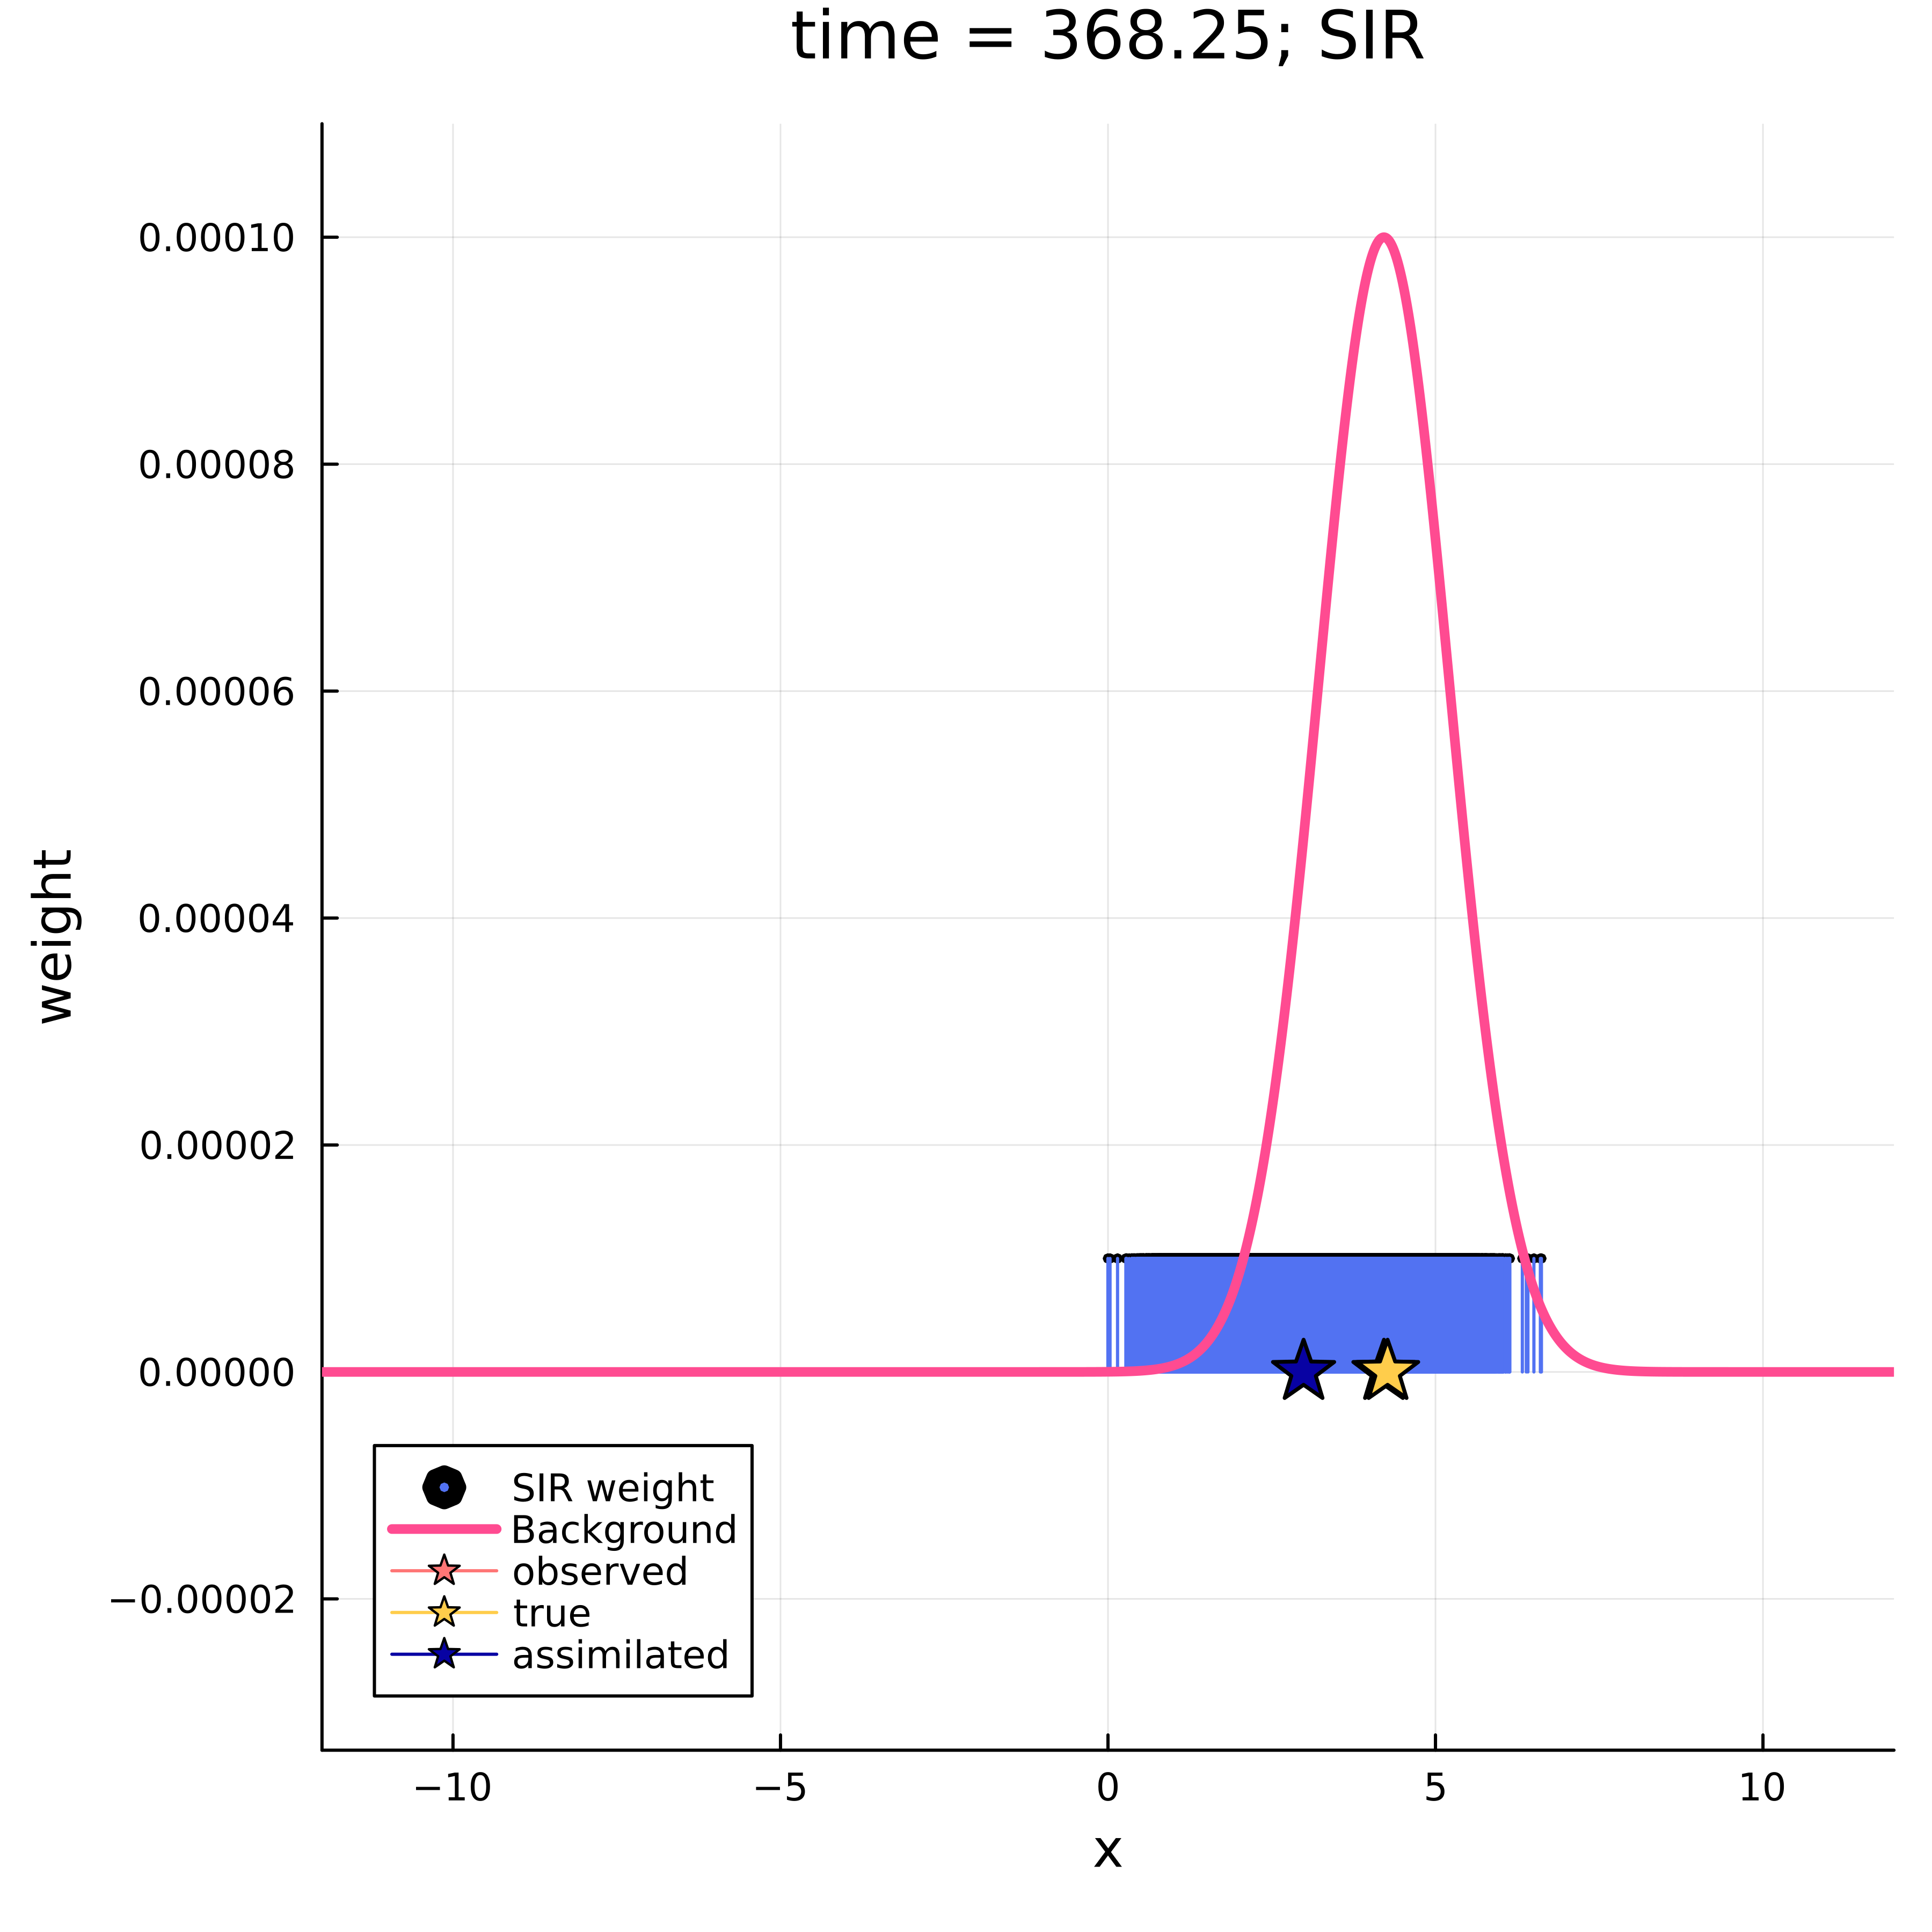 time = 368.25; SIR
0.00010
0.00008
0.00006
0.00004
0.00002
0.00000
−0.00002
weight
SIR weight
Background
observed
true
assimilated
−10 −5 0 5 10
x